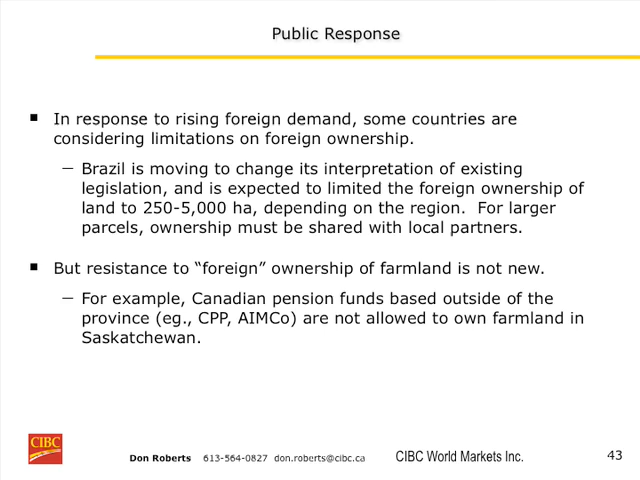 Public Response
■ In response to rising foreign demand, some countries are
considering limitations on foreign ownership.
– Brazil is moving to change its interpretation of existing
legislation, and is expected to limited the foreign ownership of
land to 250-5,000 ha, depending on the region.  For larger
parcels, ownership must be shared with local partners.
■ But resistance to “foreign” ownership of farmland is not new.
– For example, Canadian pension funds based outside of the
province (eg., CPP, AIMCo) are not allowed to own farmland in
Saskatchewan.
CIBC
Don Roberts 613-564-0827 don.roberts@cibc.ca CIBC World Markets Inc. 43